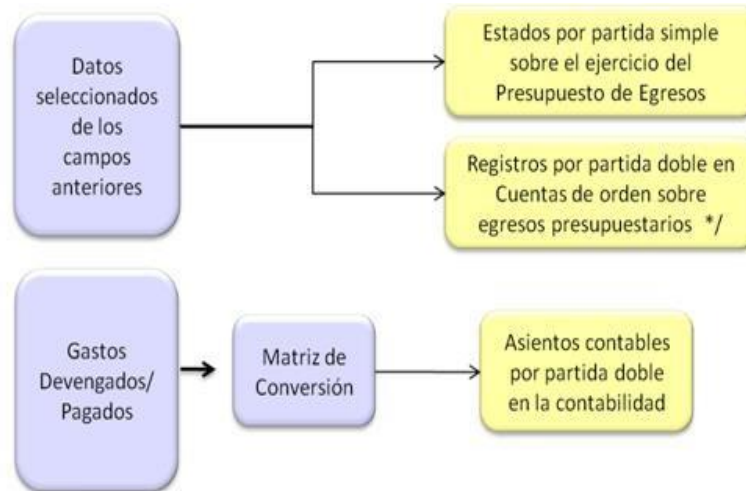 Datos
seleccionados
de los
campos
anteriores
Estados por partida simple
sobre el ejercicio del
Presupuesto de Egresos
Registros por partida doble en
Cuentas de orden sobre
egresos presupuestarios */
Gastos
Devengados/
Pagados
Matriz de
Conversión
Asientos contables
por partida doble
en la contabilidad